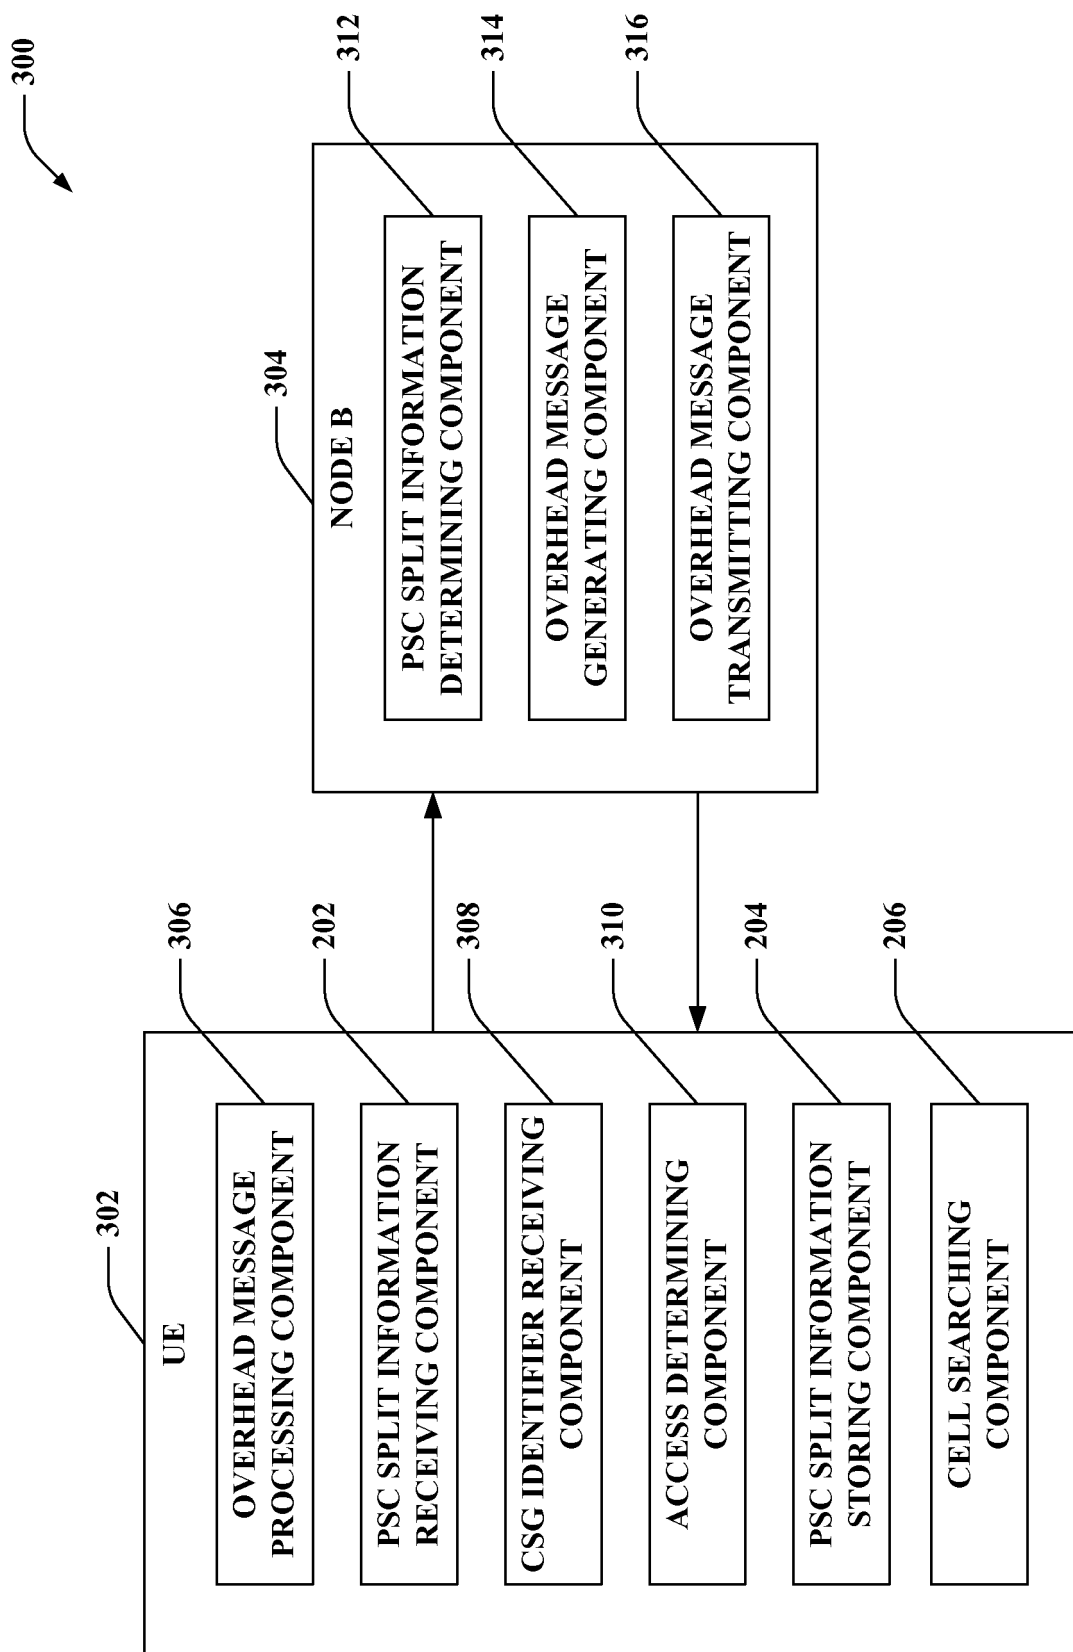 300
302
UE
306
OVERHEAD MESSAGE
PROCESSING COMPONENT
202
PSC SPLIT INFORMATION
RECEIVING COMPONENT
308
CSG IDENTIFIER RECEIVING
COMPONENT
310
ACCESS DETERMINING
COMPONENT
204
PSC SPLIT INFORMATION
STORING COMPONENT
206
CELL SEARCHING
COMPONENT
304
NODE B
312
PSC SPLIT INFORMATION
DETERMINING COMPONENT
314
OVERHEAD MESSAGE
GENERATING COMPONENT
316
OVERHEAD MESSAGE
TRANSMITTING COMPONENT